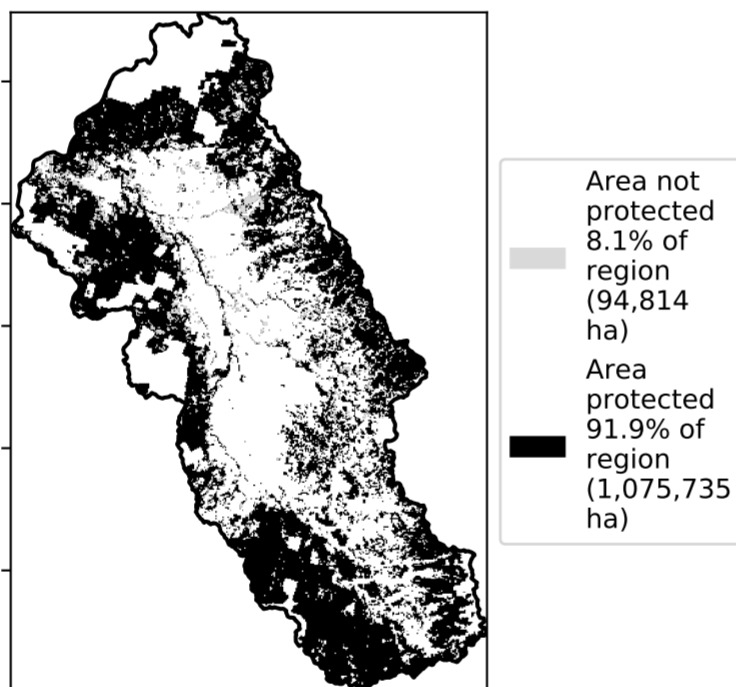 Area not
protected
8.1% of
region
(94,814
ha)
Area
protected
91.9% of
region
(1,075,735
ha)